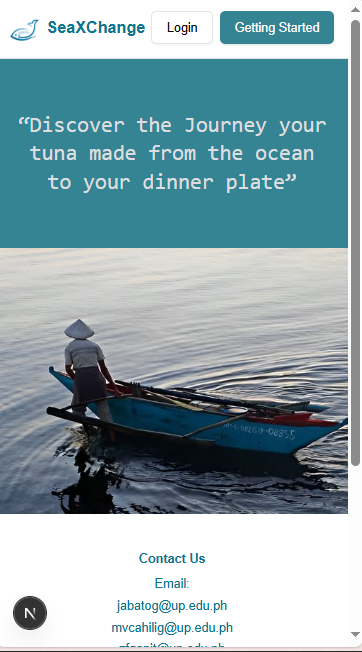 SeaXChange
Login
Getting Started
“Discover the Journey your
tuna made from the ocean
to your dinner plate”
Contact Us
Email:
jabatog@up.edu.ph
mvcahilig@up.edu.ph
N